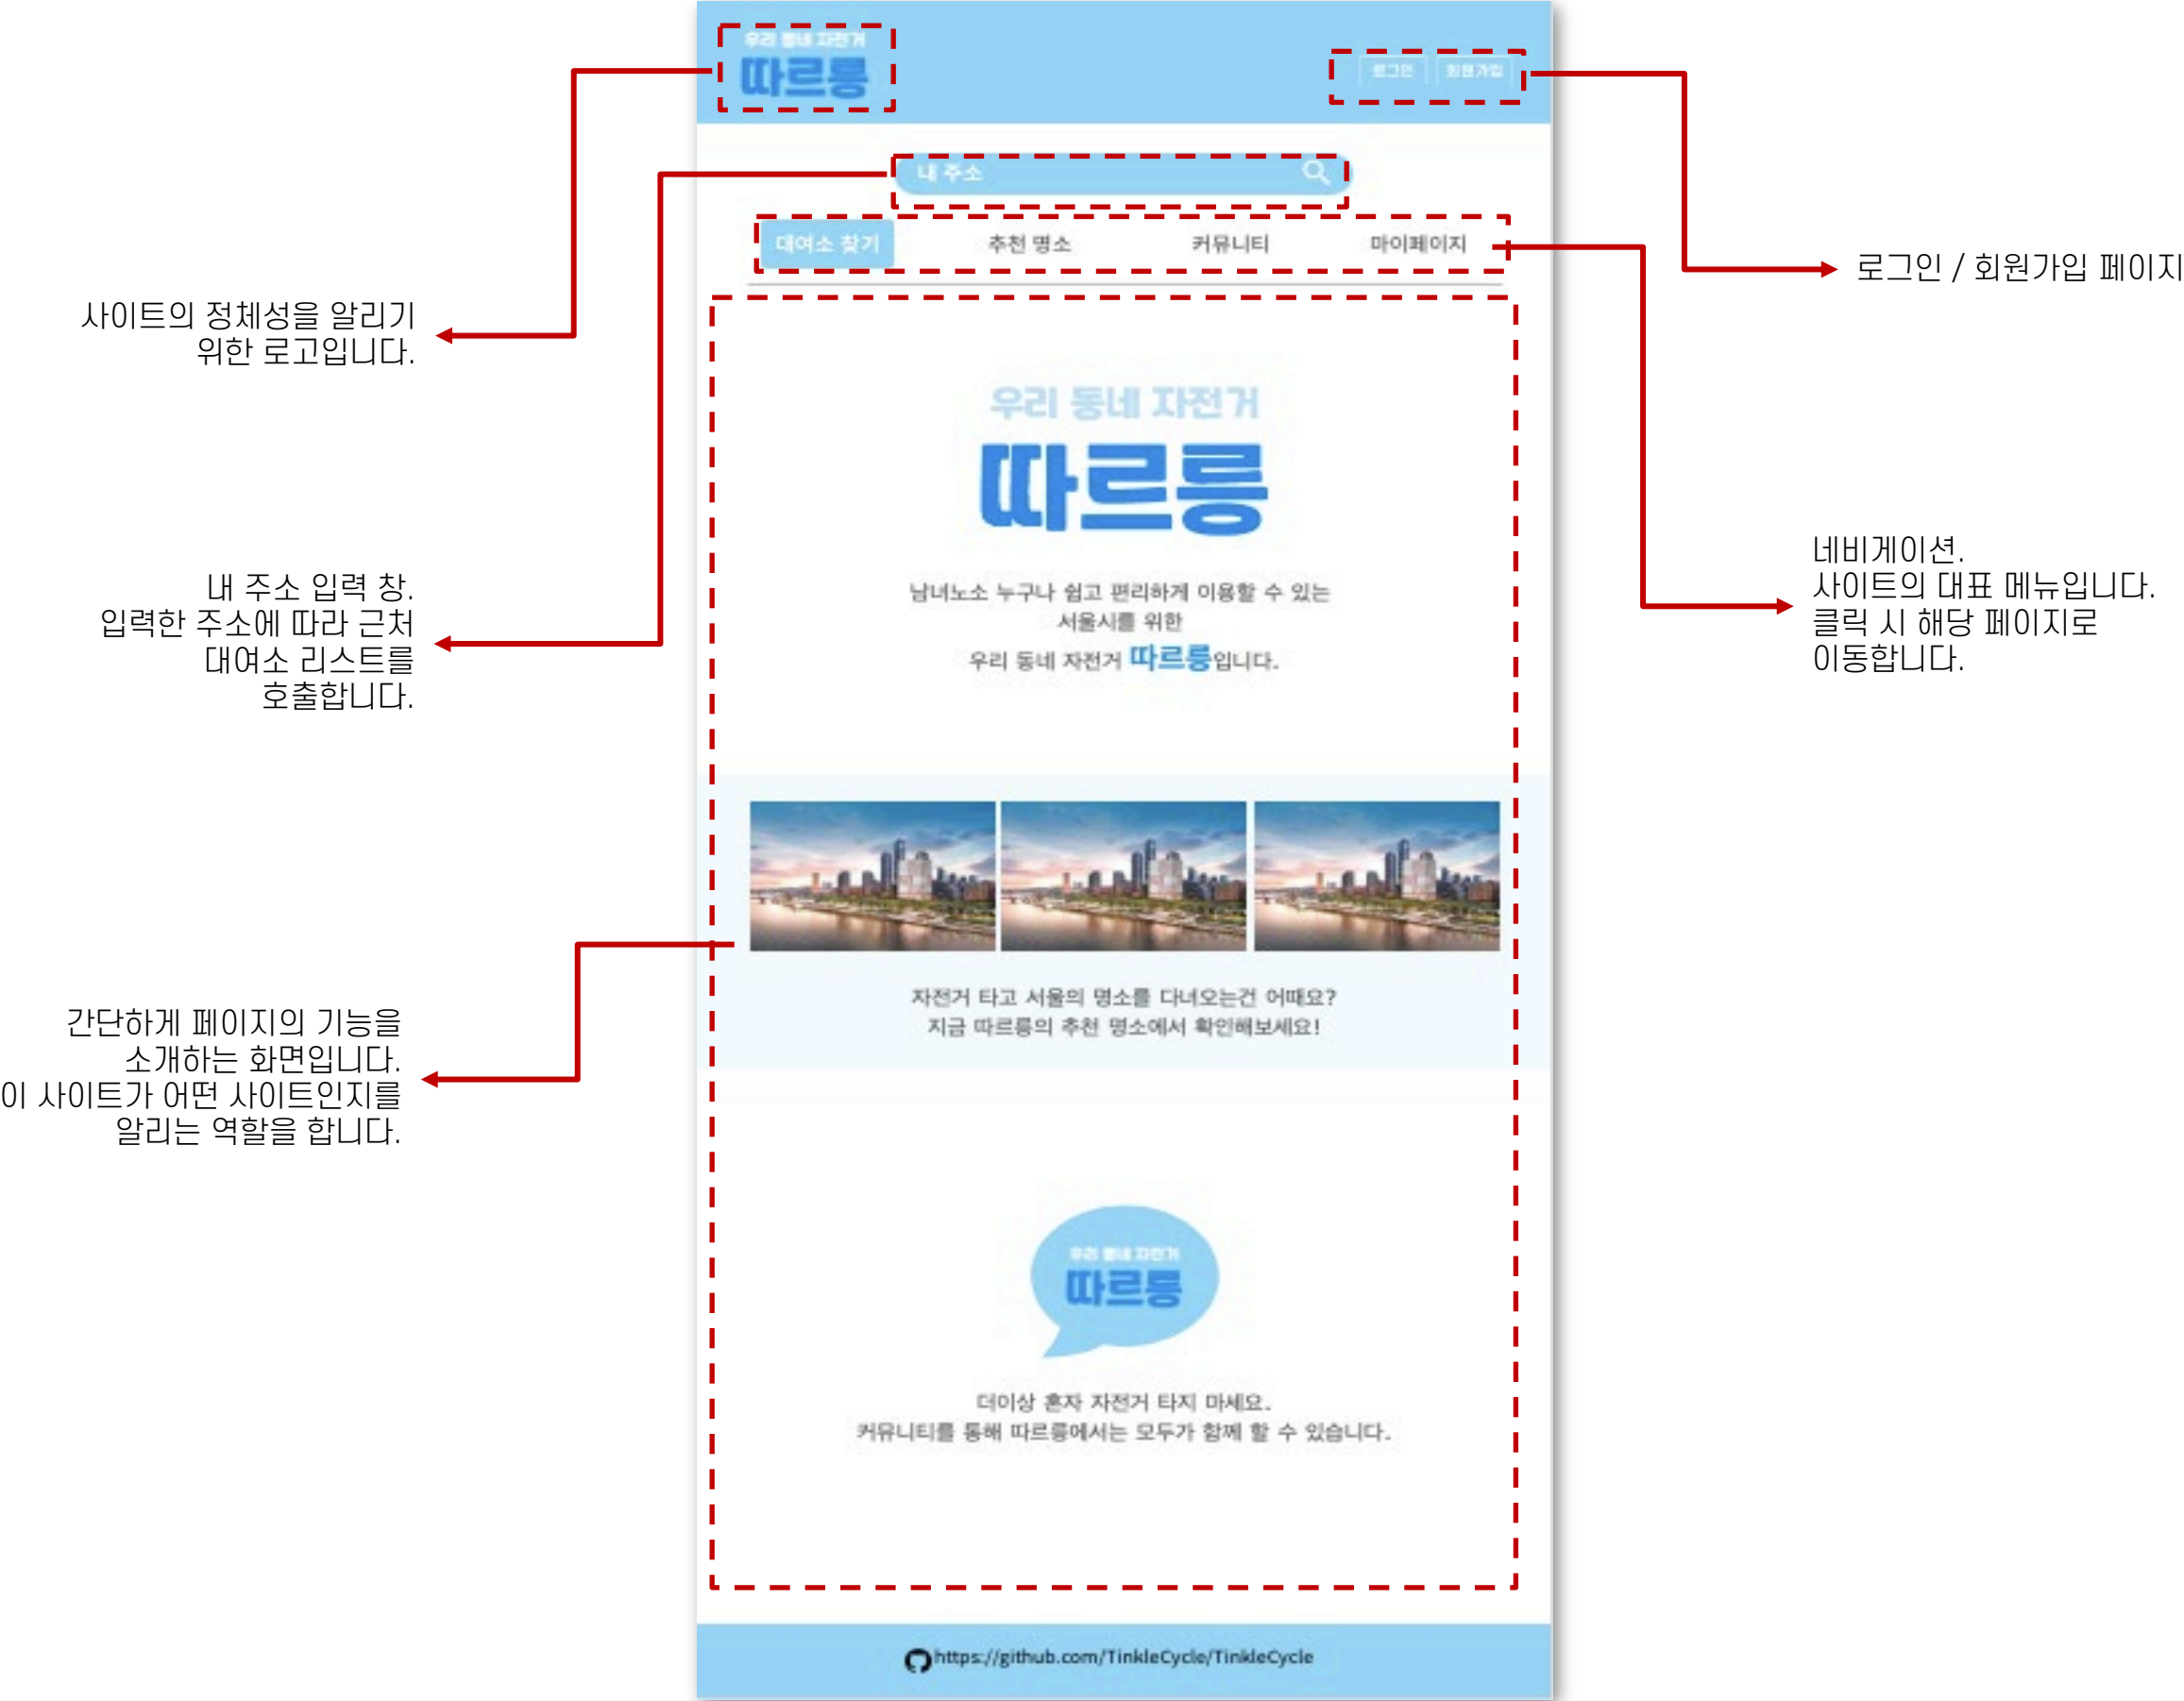 우리 동네 자전거
따르릉
로그인 회원가입
내 주소
대여소 찾기 추천 명소 커뮤니티 마이페이지
로그인 / 회원가입 페이지
사이트의 정체성을 알리기
위한 로고입니다.
우리 동네 자전거
따르릉
내 주소 입력 창.
입력한 주소에 따라 근처
대여소 리스트를
호출합니다.
네비게이션.
사이트의 대표 메뉴입니다.
클릭 시 해당 페이지로
이동합니다.
남녀노소 누구나 쉽고 편리하게 이용할 수 있는
서울시를 위한
우리 동네 자전거 따르릉입니다.
자전거 타고 서울의 명소를 다녀오는건 어때요?
지금 따르릉의 추천 명소에서 확인해보세요!
간단하게 페이지의 기능을
소개하는 화면입니다.
이 사이트가 어떤 사이트인지를
알리는 역할을 합니다.
우리 동네 자전거
따르릉
더이상 혼자 자전거 타지 마세요.
커뮤니티를 통해 따르릉에서는 모두가 함께 할 수 있습니다.
https://github.com/TinkleCycle/TinkleCycle